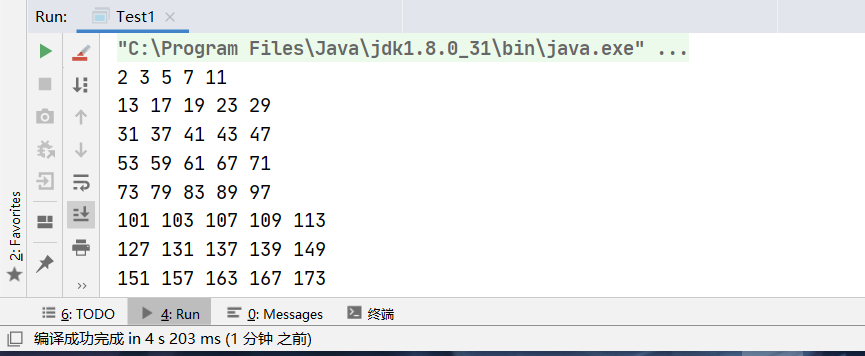 Run: Test1
"C:\Program Files\Java\jdk1.8.0_31\bin\java.exe" ...
2 3 5 7 11
13 17 19 23 29
31 37 41 43 47
53 59 61 67 71
73 79 83 89 97
101 103 107 109 113
127 131 137 139 149
151 157 163 167 173
2: Favorites
6: TODO 4: Run 0: Messages 终端
编译成功完成 in 4 s 203 ms (1 分钟 之前)